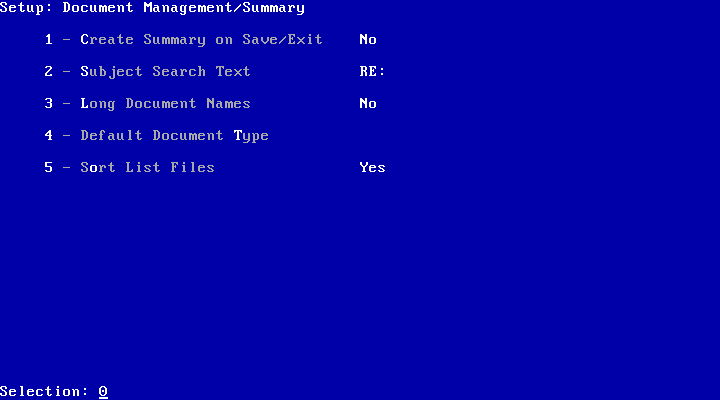 Setup: Document Management/Summary
1 - Create Summary on Save/Exit No
2 - Subject Search Text RE:
3 - Long Document Names No
4 - Default Document Type
5 - Sort List Files Yes
Selection: 0